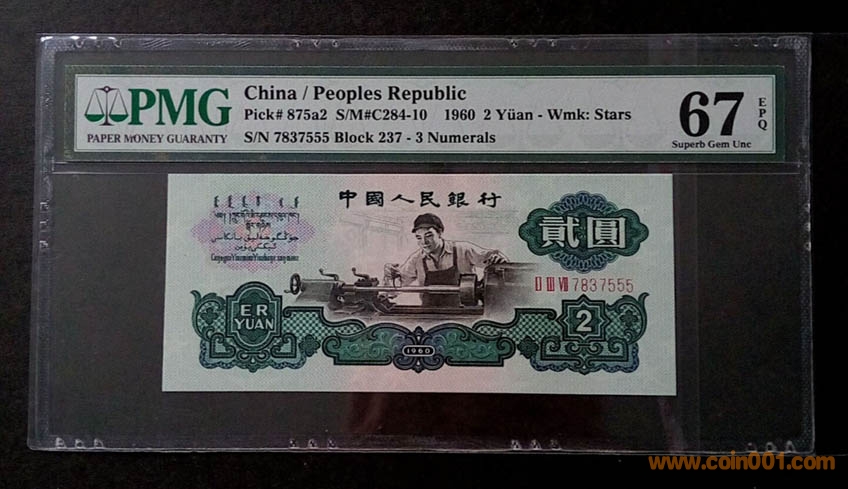 PMG
PAPER MONEY GUARANTY
China / Peoples Republic
Pick# 875a2 S/M#C284-10 1960 2 Yüan - Wmk: Stars
S/N 7837555 Block 237 - 3 Numerals
67
EPQ
Superb Gem Unc
中國人民銀行
貳圓
ⅡⅢⅦ 7837555
ER
YUAN
1960
2
www.coin001.com